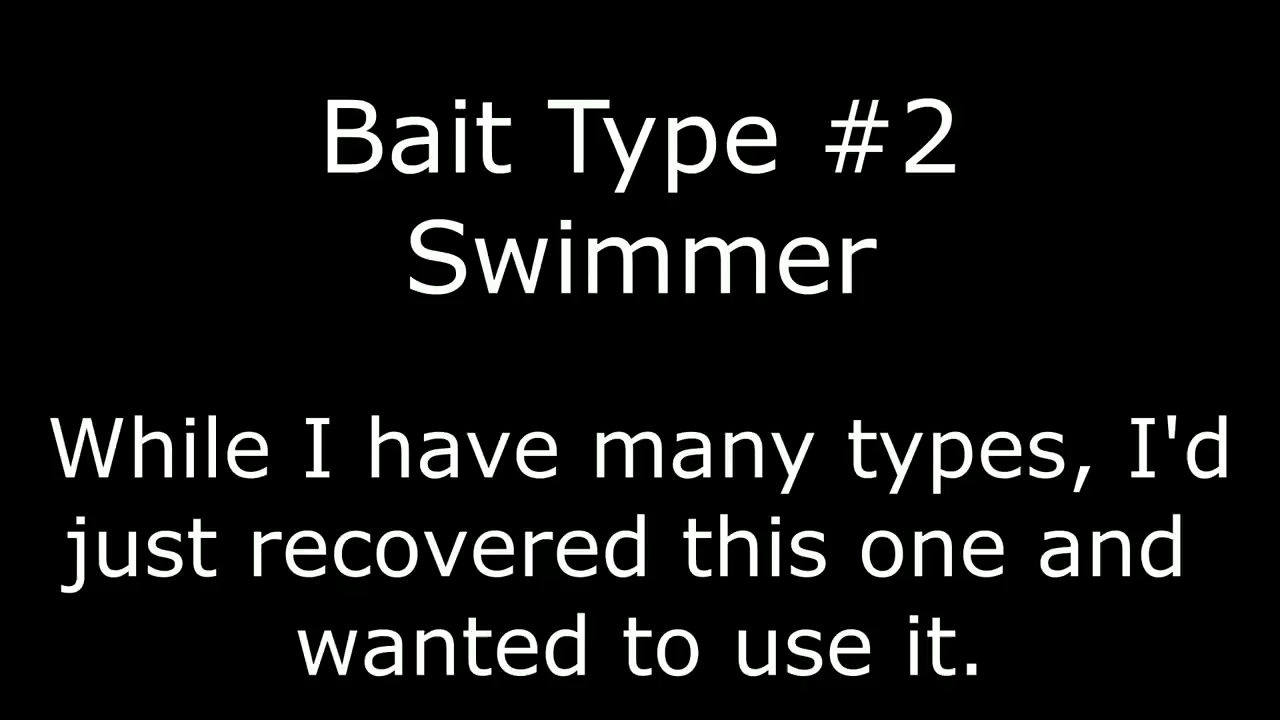 Bait Type #2
Swimmer
While I have many types, I'd
just recovered this one and
wanted to use it.